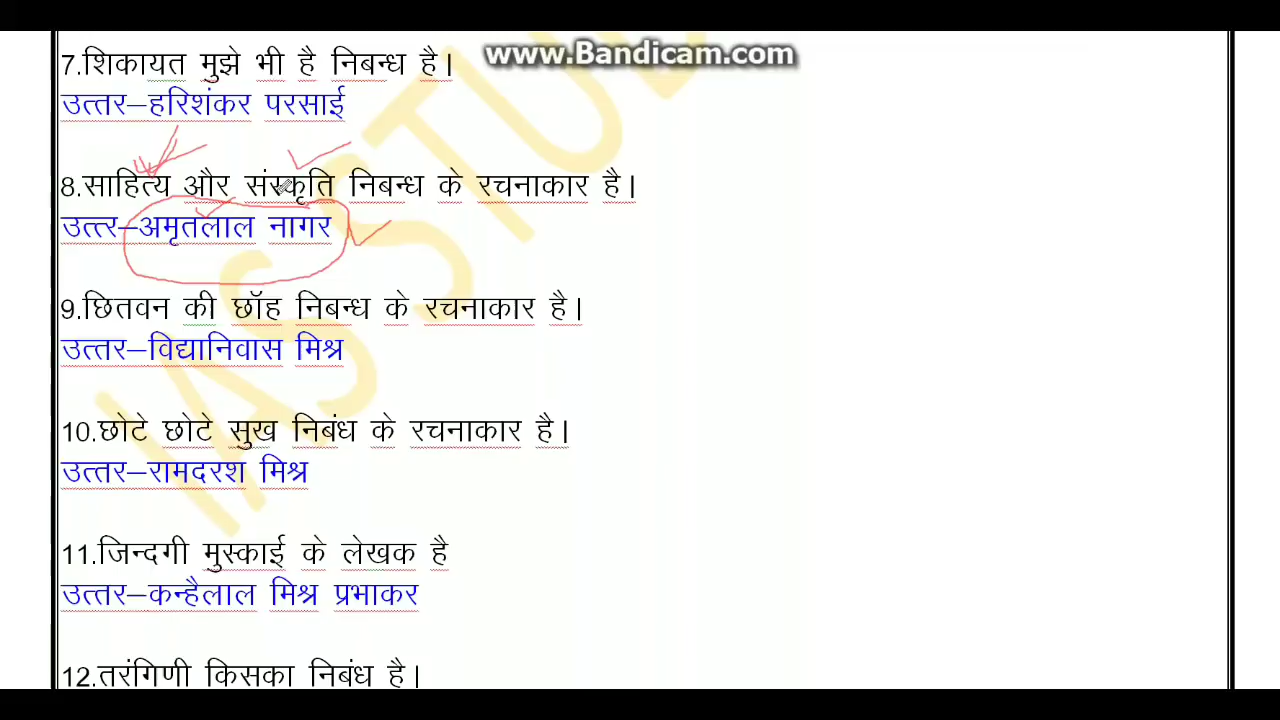 www.Bandicam.com
7.शिकायत मुझे भी है निबन्ध है।
उत्तर–हरिशंकर परसाई
8.साहित्य और संस्कृति निबन्ध के रचनाकार है।
उत्त्र–अमृतलाल नागर
9.छितवन की छॉह निबन्ध के रचनाकार है।
उत्तर–विद्यानिवास मिश्र
10.छोटे छोटे सुख निबंध के रचनाकार है।
उत्तर–रामदरश मिश्र
11.जिन्दगी मुस्काई के लेखक है
उत्तर–कन्हैलाल मिश्र प्रभाकर
12.तरंगिणी किसका निबंध है।